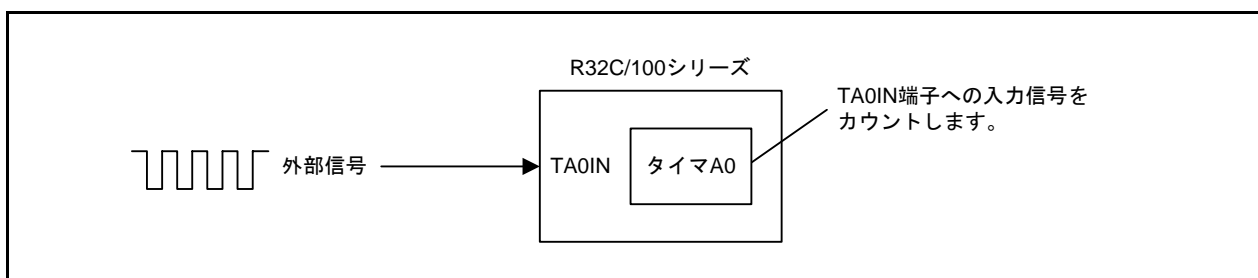 R32C/100シリーズ
TA0IN端子への入力信号を
カウントします。
外部信号
TA0IN
タイマA0